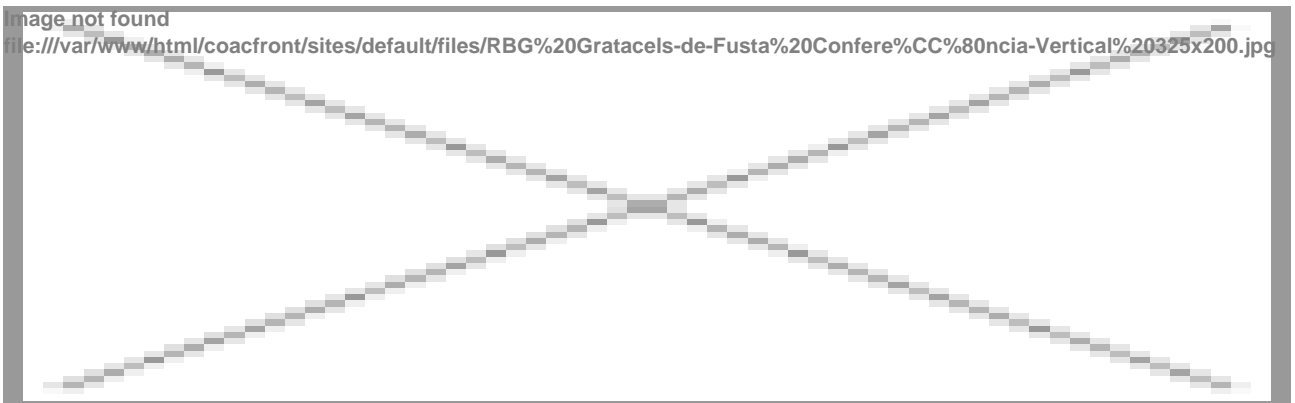 Image not found
file:///var/www/html/coacfront/sites/default/files/RBG%20Gratacels-de-Fusta%20Confere%CC%80ncia-Vertical%20325x200.jpg